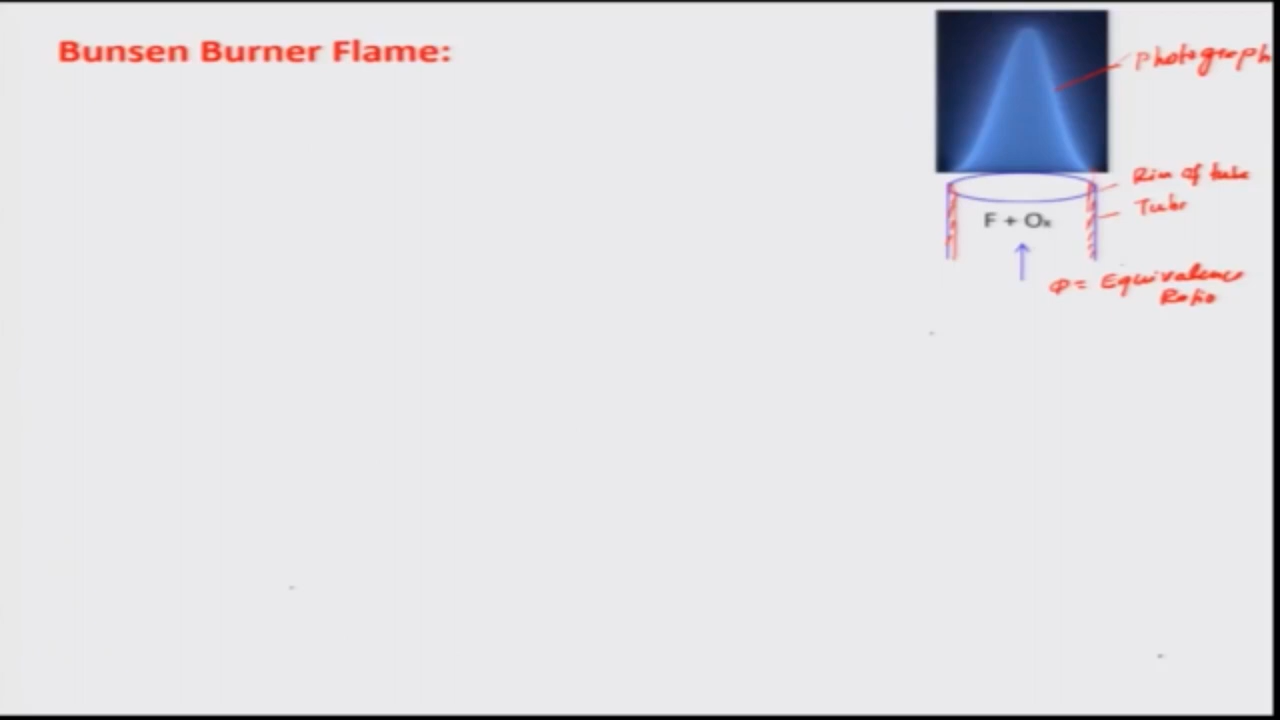 Bunsen Burner Flame:
Photograph
Rim of tube
Tube
F + Oₓ
Φ = Equivalence
Ratio